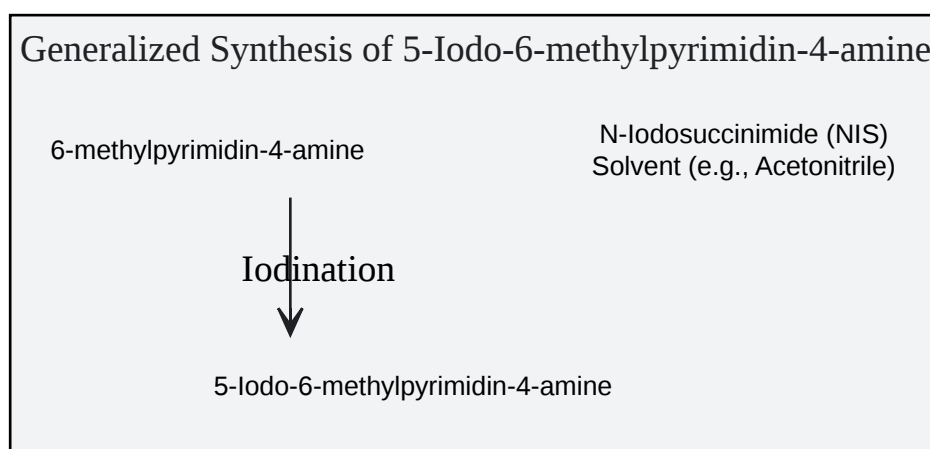 Generalized Synthesis of 5-Iodo-6-methylpyrimidin-4-amine
6-methylpyrimidin-4-amine
N-Iodosuccinimide (NIS)
Solvent (e.g., Acetonitrile)
Iodination
5-Iodo-6-methylpyrimidin-4-amine